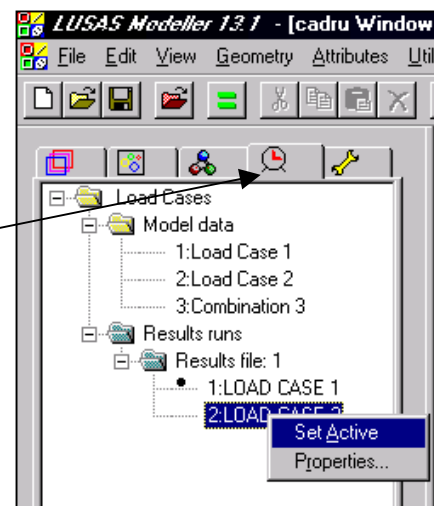 LUSAS Modeller 13.1 - [cadru Window
File Edit View Geometry Attributes Util
Load Cases
Model data
1:Load Case 1
2:Load Case 2
3:Combination 3
Results runs
Results file: 1
1:LOAD CASE 1
2:LOAD CASE 2
Set Active
Properties...